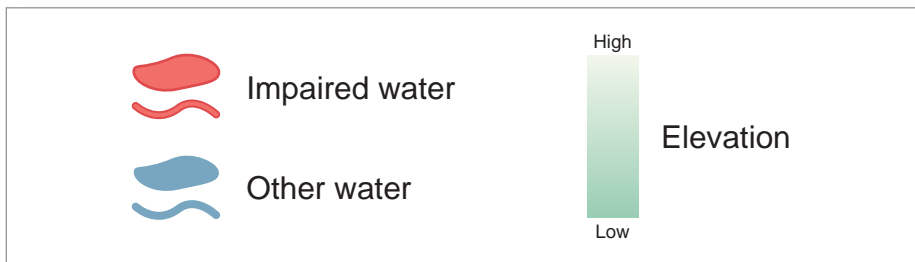 Impaired water
Other water
High
Elevation
Low